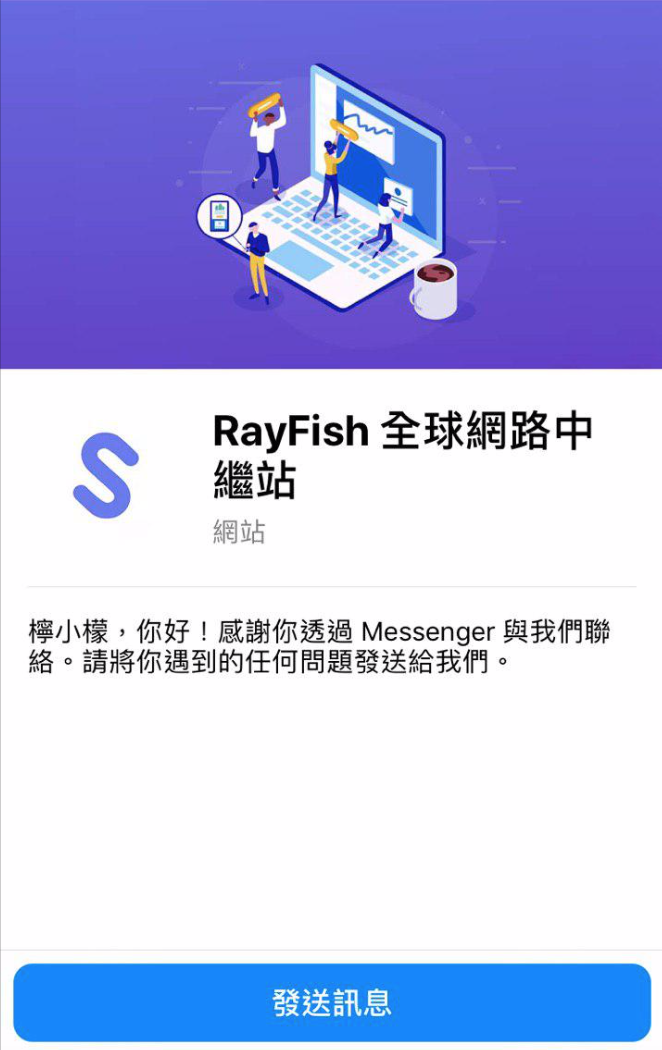 RayFish 全球網路中
繼站
網站
檸小檬，你好！感謝你透過 Messenger 與我們聯
絡。請將你遇到的任何問題發送給我們。
發送訊息